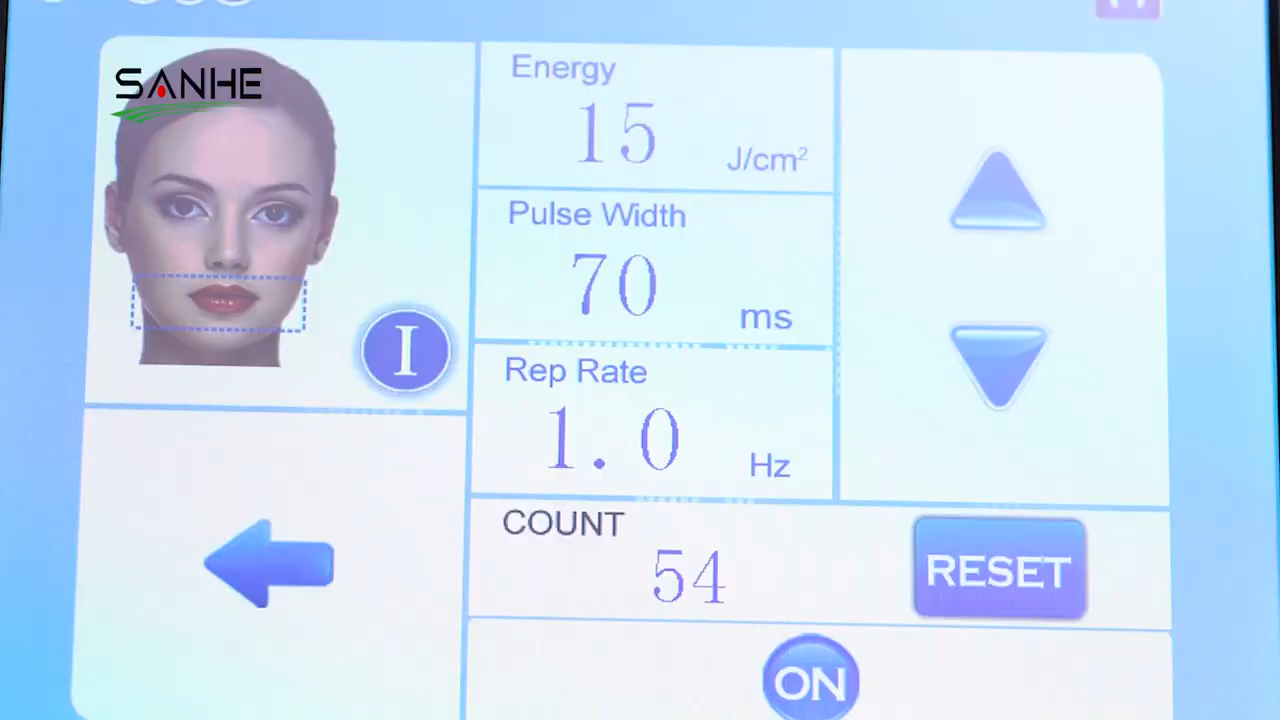 SANHE
Energy
15 J/cm²
Pulse Width
70 ms
I
Rep Rate
1.0 Hz
COUNT
54
RESET
ON